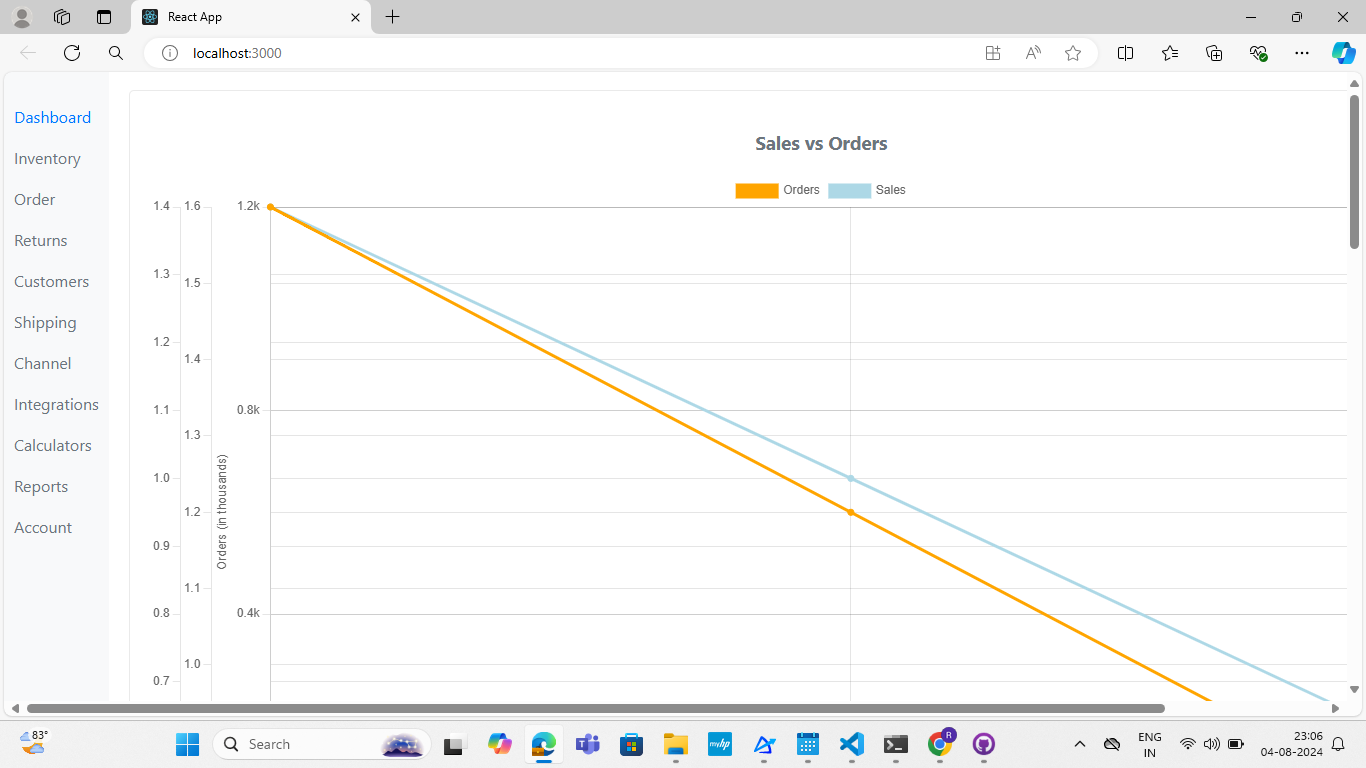 React App
localhost:3000
Dashboard
Inventory
Order
Returns
Customers
Shipping
Channel
Integrations
Calculators
Reports
Account
Sales vs Orders
Orders Sales
1.4
1.3
1.2
1.1
1.0
0.9
0.8
0.7
1.6
1.5
1.4
1.3
1.2
1.1
1.0
Orders (in thousands)
1.2k
0.8k
0.4k
83°
Search
myhp
R
ENG
IN
23:06
04-08-2024